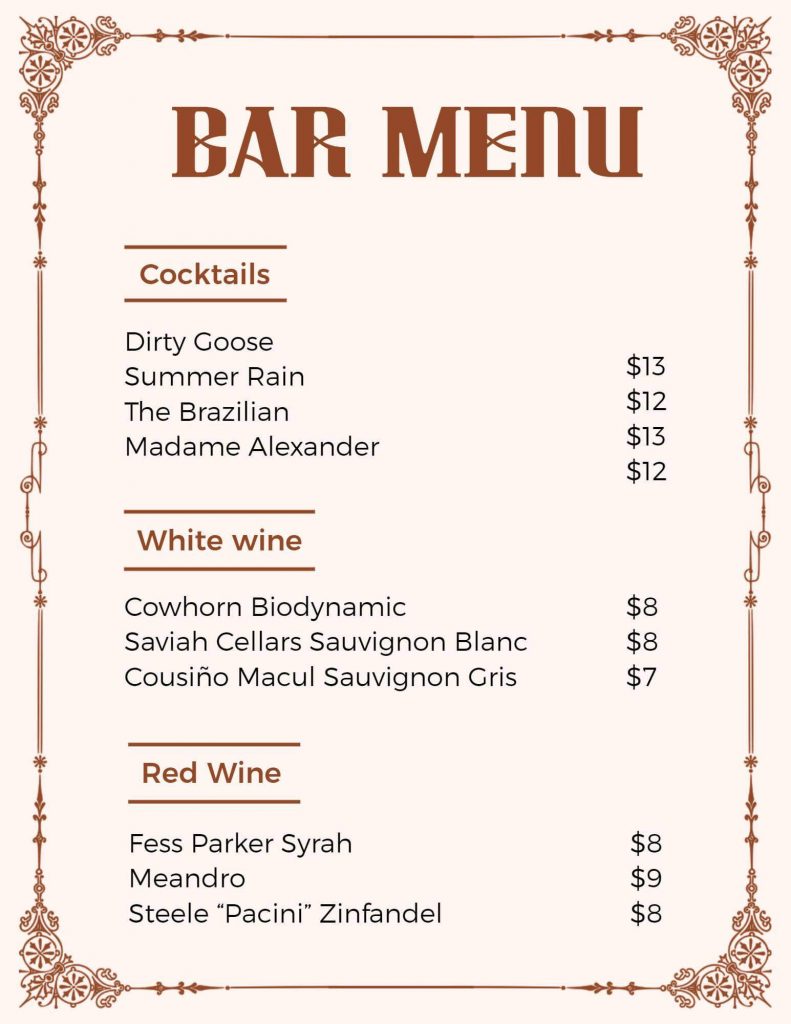 BAR MENU
Cocktails
Dirty Goose
$13
Summer Rain
$12
The Brazilian
$13
Madame Alexander
$12
White wine
Cowhorn Biodynamic $8
Saviah Cellars Sauvignon Blanc $8
Cousiño Macul Sauvignon Gris $7
Red Wine
Fess Parker Syrah $8
Meandro $9
Steele “Pacini” Zinfandel $8